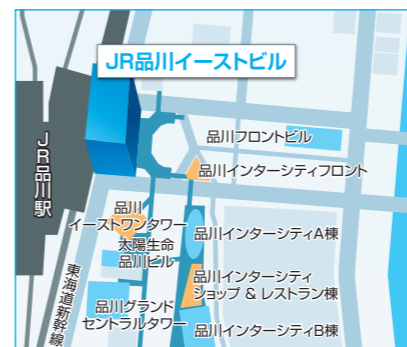 JR品川イーストビル
JR品川駅
品川フロントビル
品川インターシティフロント
品川
イーストワンタワー
太陽生命
品川ビル
品川インターシティA棟
品川インターシティ
ショップ & レストラン棟
品川グランド
セントラルタワー
品川インターシティB棟
東海道新幹線